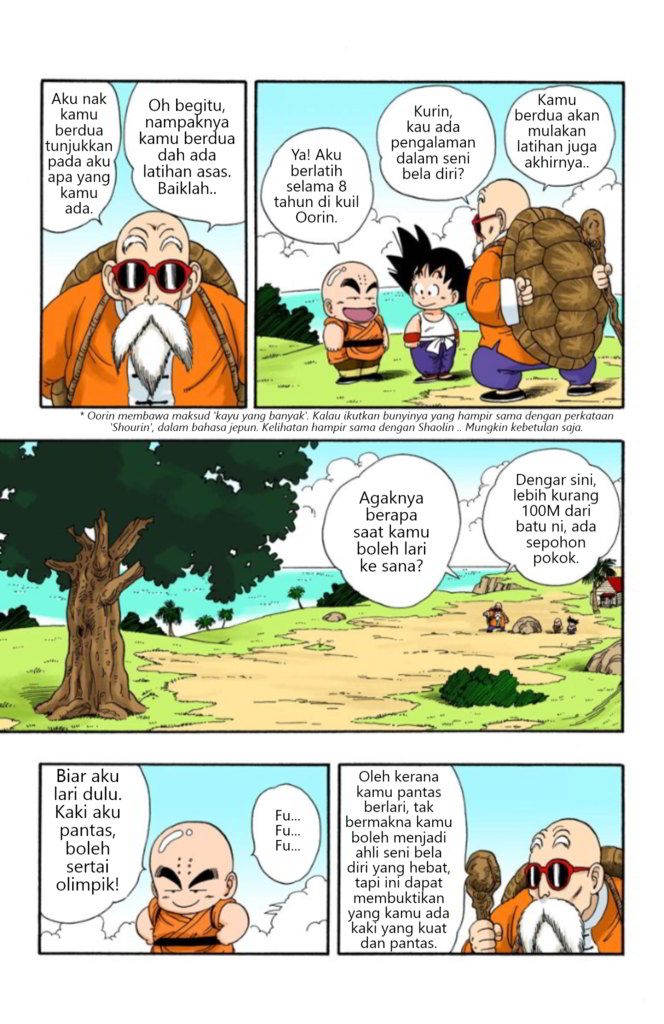 Kamu
berdua akan
mulakan
latihan juga
akhirnya..
Kurin,
kau ada
pengalaman
dalam seni
bela diri?
Ya! Aku
berlatih
selama 8
tahun di kuil
Oorin.
Oh begitu,
nampaknya
kamu berdua
dah ada
latihan asas.
Baiklah..
Aku nak
kamu
berdua
tunjukkan
pada aku
apa yang
kamu
ada.
* Oorin membawa maksud 'kayu yang banyak'. Kalau ikutkan bunyinya yang hampir sama dengan perkataan
'Shourin', dalam bahasa jepun. Kelihatan hampir sama dengan Shaolin .. Mungkin kebetulan saja.
Dengar sini,
lebih kurang
100M dari
batu ni, ada
sepohon
pokok.
Agaknya
berapa
saat kamu
boleh lari
ke sana?
Oleh kerana
kamu pantas
berlari, tak
bermakna kamu
boleh menjadi
ahli seni bela
diri yang hebat,
tapi ini dapat
membuktikan
yang kamu ada
kaki yang kuat
dan pantas.
Fu...
Fu...
Fu...
Biar aku
lari dulu.
Kaki aku
pantas,
boleh
sertai
olimpik!